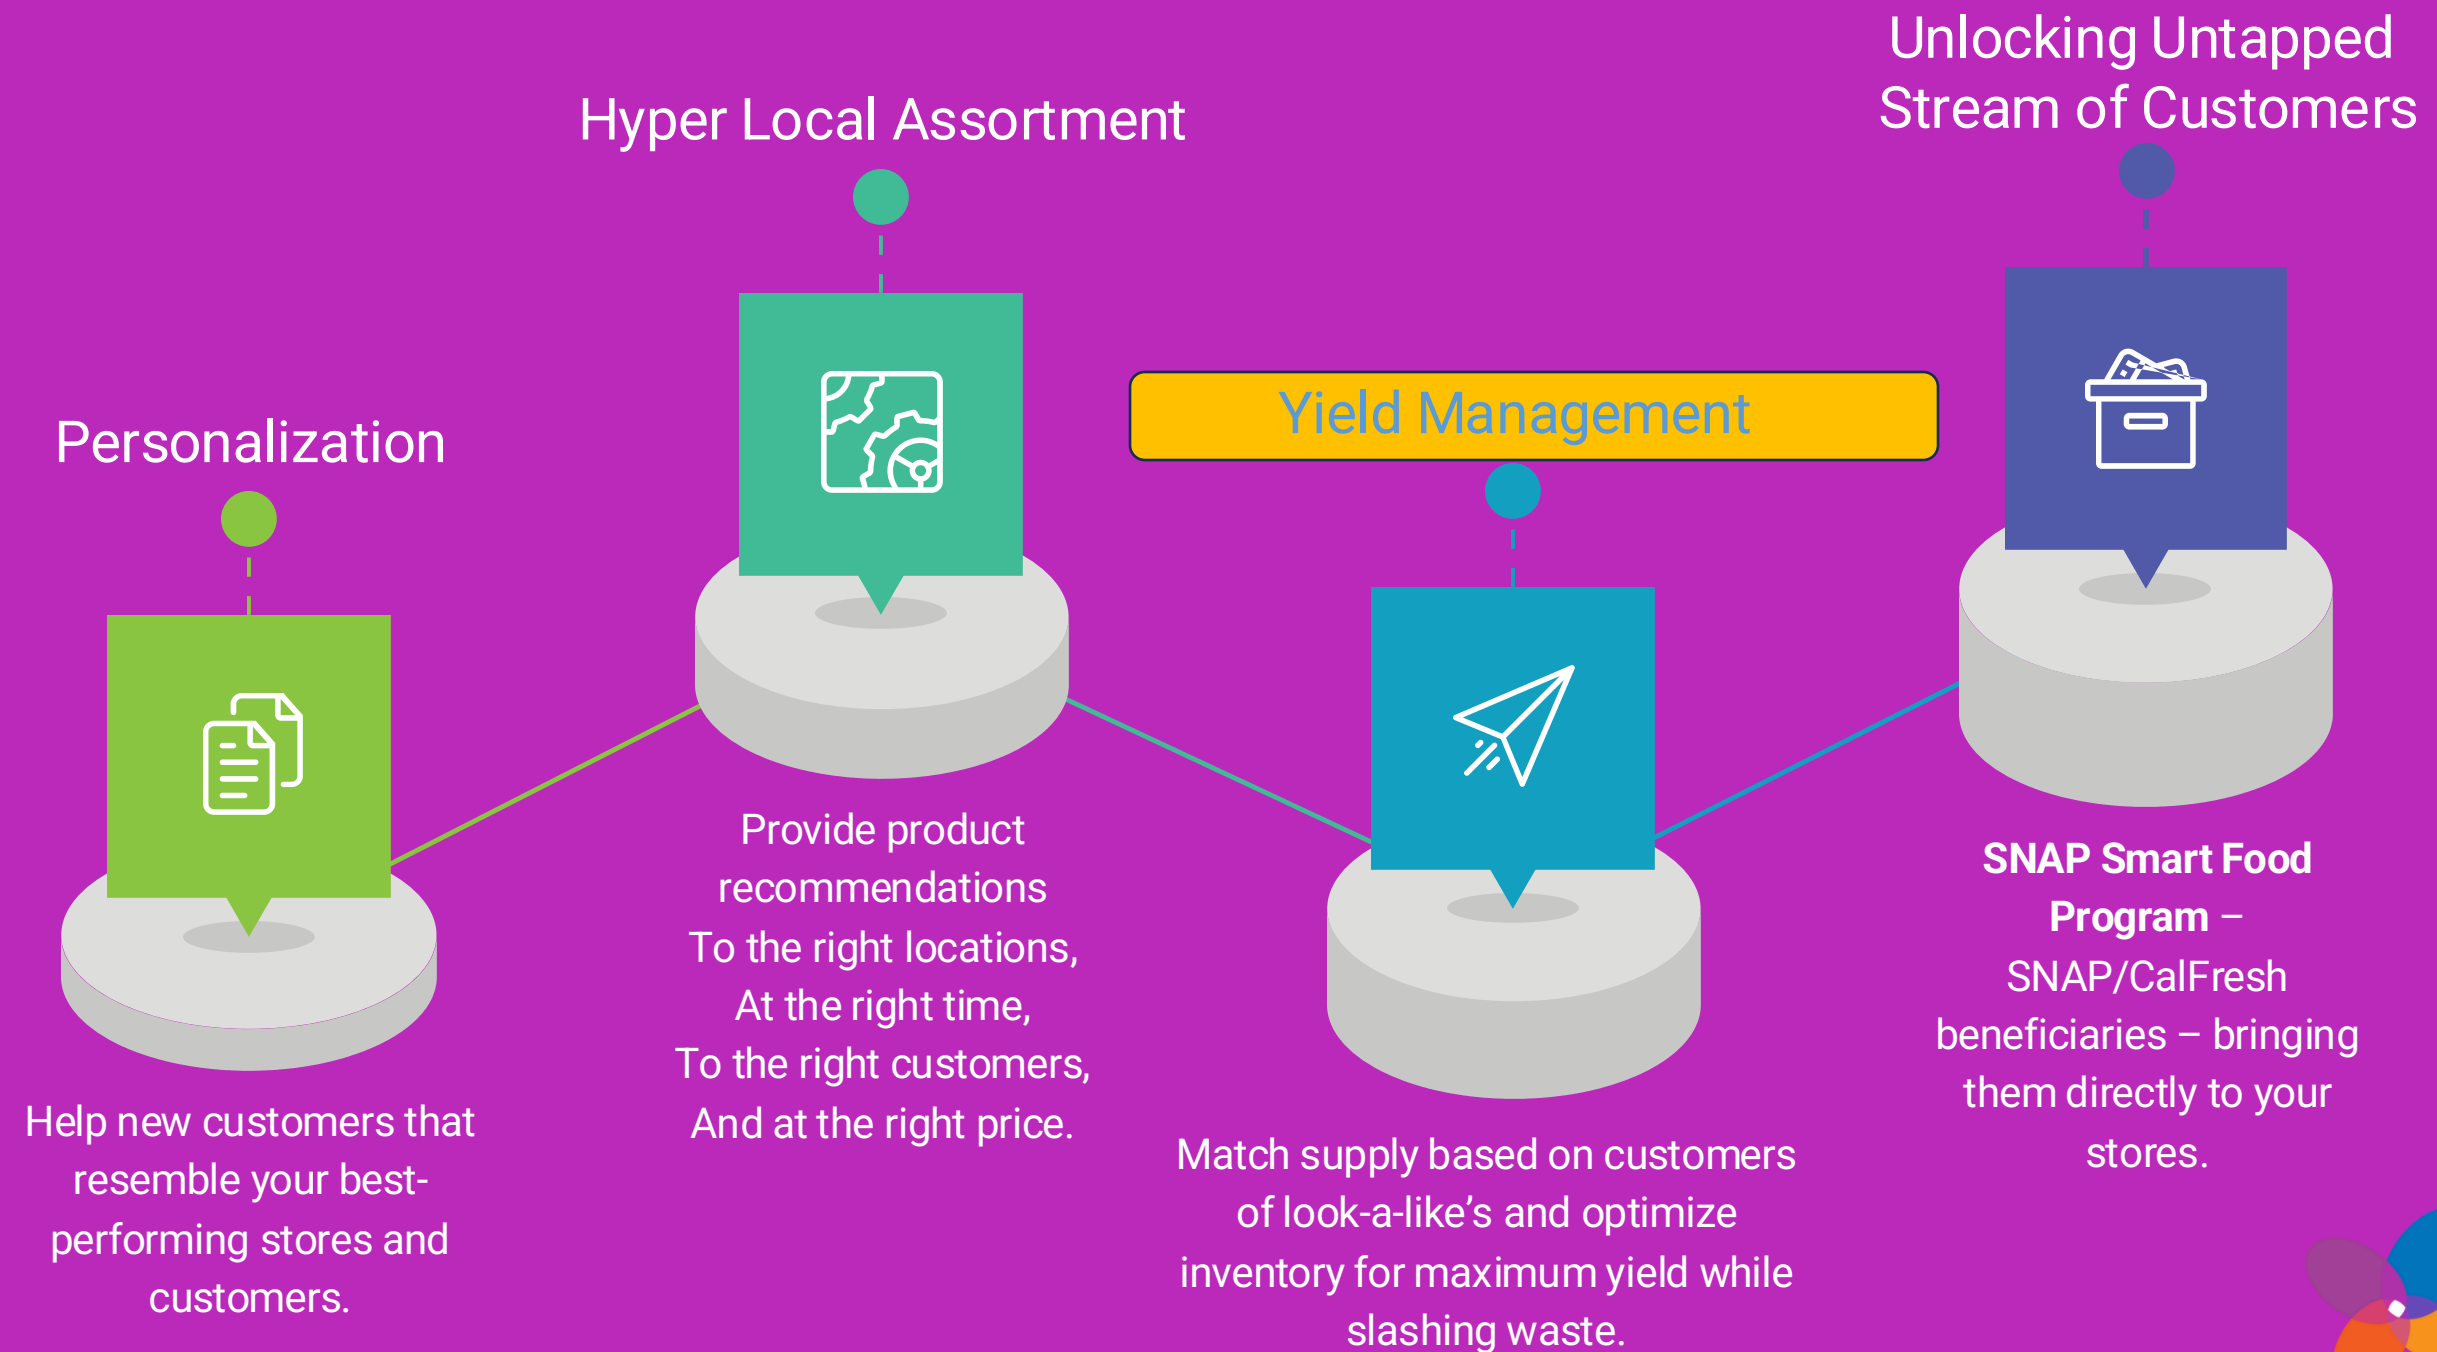 Personalization
Help new customers that
resemble your best-
performing stores and
customers.
Hyper Local Assortment
Provide product
recommendations
To the right locations,
At the right time,
To the right customers,
And at the right price.
Yield Management
Match supply based on customers
of look-a-like’s and optimize
inventory for maximum yield while
slashing waste.
Unlocking Untapped
Stream of Customers
SNAP Smart Food
Program –
SNAP/CalFresh
beneficiaries – bringing
them directly to your
stores.